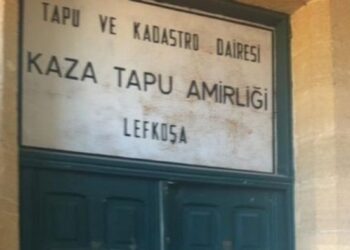 TAPU VE KADASTRO DAİRESİ
KAZA TAPU AMİRLİĞİ
LEFKOŞA